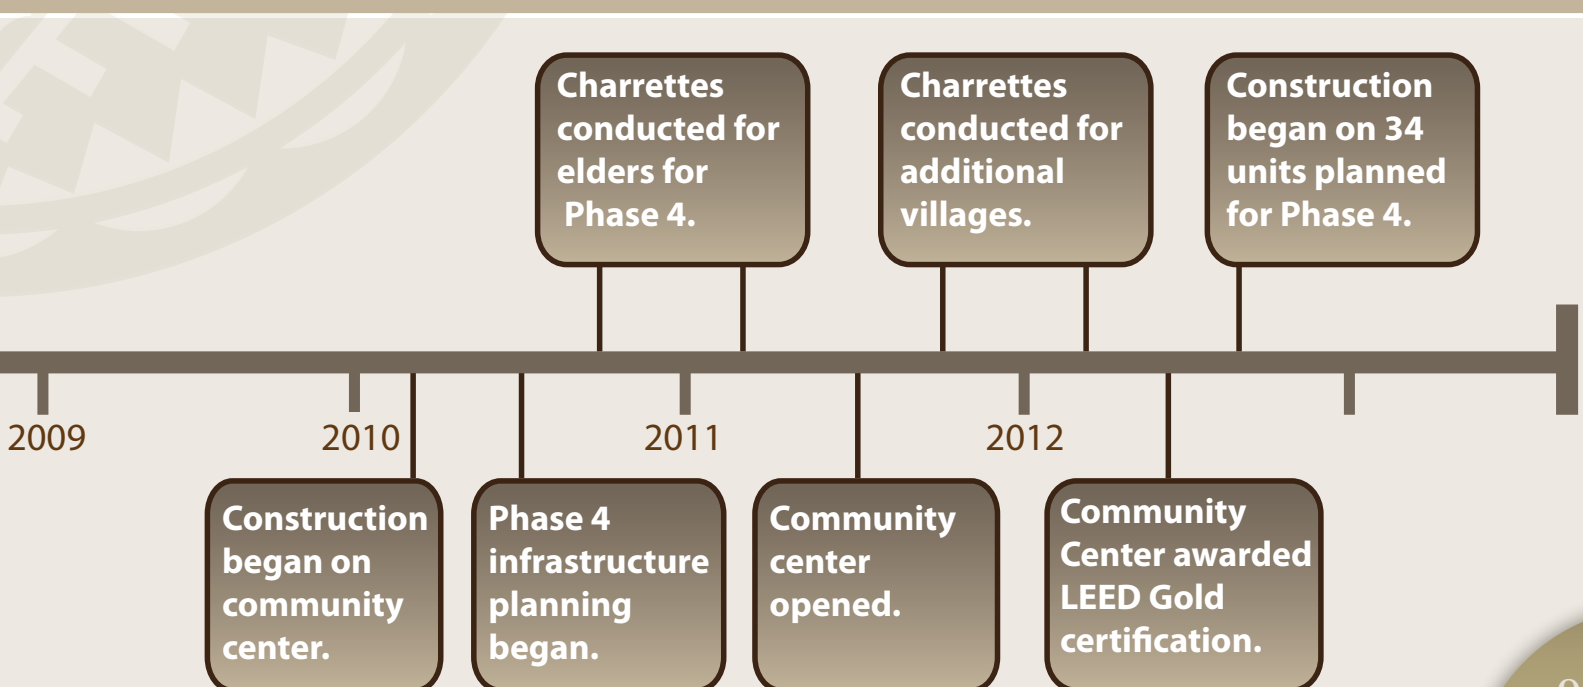 Charrettes
conducted for
elders for
Phase 4.
Charrettes
conducted for
additional
villages.
Construction
began on 34
units planned
for Phase 4.
2009
2010
2011
2012
Construction
began on
community
center.
Phase 4
infrastructure
planning
began.
Community
center
opened.
Community
Center awarded
LEED Gold
certification.